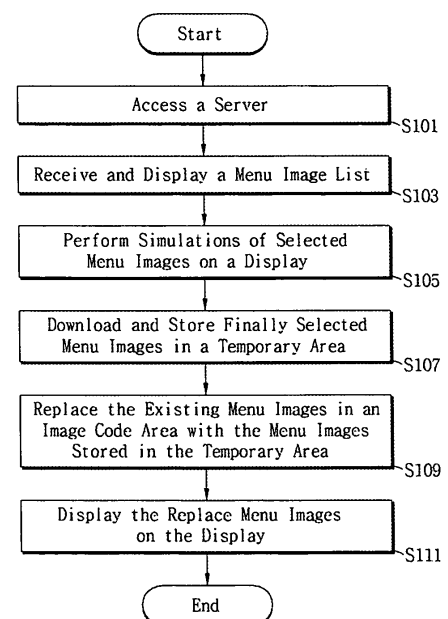 Start
Access a Server
S101
Receive and Display a Menu Image List
S103
Perform Simulations of Selected
Menu Images on a Display
S105
Download and Store Finally Selected
Menu Images in a Temporary Area
S107
Replace the Existing Menu Images in an
Image Code Area with the Menu Images
Stored in the Temporary Area
S109
Display the Replace Menu Images
on the Display
S111
End